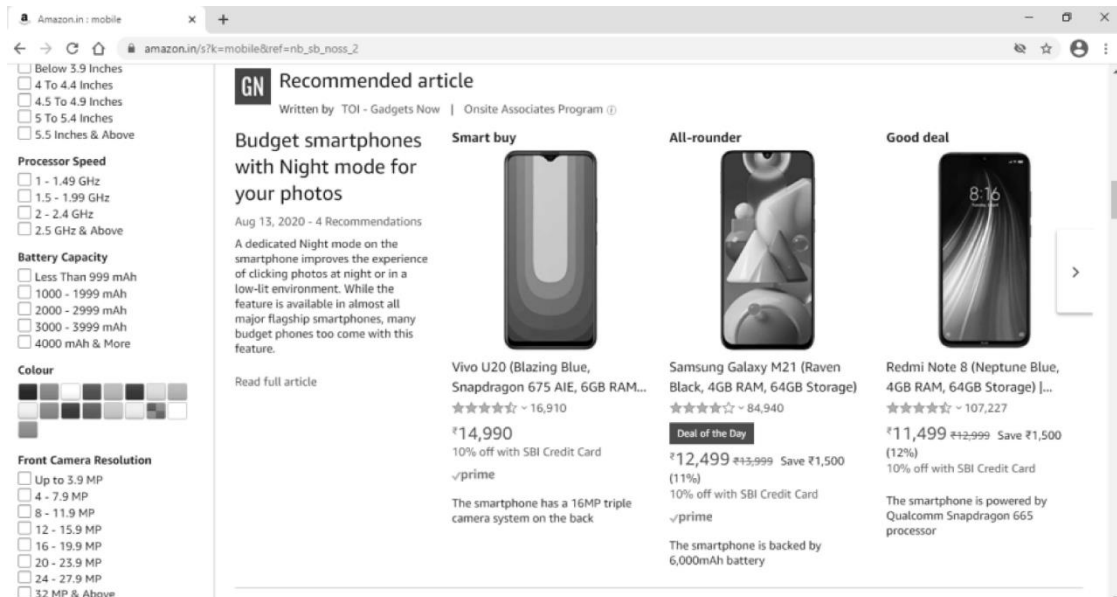 a Amazon.in : mobile × +
amazon.in/s?k=mobile&ref=nb_sb_noss_2
Below 3.9 Inches
4 To 4.4 Inches
4.5 To 4.9 Inches
5 To 5.4 Inches
5.5 Inches & Above
Processor Speed
1 - 1.49 GHz
1.5 - 1.99 GHz
2 - 2.4 GHz
2.5 GHz & Above
Battery Capacity
Less Than 999 mAh
1000 - 1999 mAh
2000 - 2999 mAh
3000 - 3999 mAh
4000 mAh & More
Colour
Front Camera Resolution
Up to 3.9 MP
4 - 7.9 MP
8 - 11.9 MP
12 - 15.9 MP
16 - 19.9 MP
20 - 23.9 MP
24 - 27.9 MP
32 MP & Above
GN Recommended article
Written by TOI - Gadgets Now | Onsite Associates Program
Budget smartphones
with Night mode for
your photos
Aug 13, 2020 - 4 Recommendations
A dedicated Night mode on the
smartphone improves the experience
of clicking photos at night or in a
low-lit environment. While the
feature is available in almost all
major flagship smartphones, many
budget phones too come with this
feature.
Read full article
Smart buy
Vivo U20 (Blazing Blue,
Snapdragon 675 AIE, 6GB RAM...
16,910
₹14,990
10% off with SBI Credit Card
prime
The smartphone has a 16MP triple
camera system on the back
All-rounder
Samsung Galaxy M21 (Raven
Black, 4GB RAM, 64GB Storage)
84,940
Deal of the Day
₹12,499 ₹13,999 Save ₹1,500
(11%)
10% off with SBI Credit Card
prime
The smartphone is backed by
6,000mAh battery
Good deal
8:16
Redmi Note 8 (Neptune Blue,
4GB RAM, 64GB Storage) |...
107,227
₹11,499 ₹12,999 Save ₹1,500
(12%)
10% off with SBI Credit Card
The smartphone is powered by
Qualcomm Snapdragon 665
processor